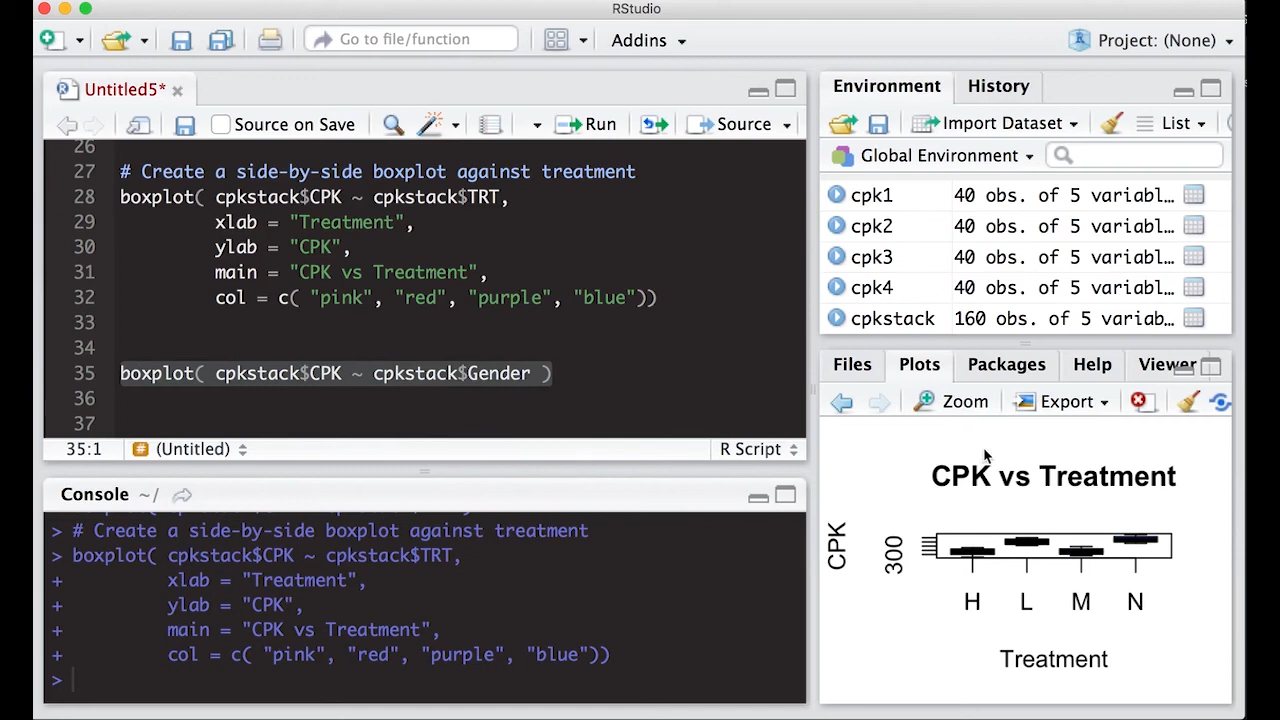 RStudio
Go to file/function
Addins
Project: (None)
Untitled5*
Source on Save
Run
Source
26
27 # Create a side-by-side boxplot against treatment
28 boxplot( cpkstack$CPK ~ cpkstack$TRT,
29 xlab = "Treatment",
30 ylab = "CPK",
31 main = "CPK vs Treatment",
32 col = c( "pink", "red", "purple", "blue"))
33
34
35 boxplot( cpkstack$CPK ~ cpkstack$Gender )
36
37
35:1 (Untitled) R Script
Console ~/
> # Create a side-by-side boxplot against treatment
> boxplot( cpkstack$CPK ~ cpkstack$TRT,
+ xlab = "Treatment",
+ ylab = "CPK",
+ main = "CPK vs Treatment",
+ col = c( "pink", "red", "purple", "blue"))
>
Environment History
Import Dataset List
Global Environment
cpk1 40 obs. of 5 variabl…
cpk2 40 obs. of 5 variabl…
cpk3 40 obs. of 5 variabl…
cpk4 40 obs. of 5 variabl…
cpkstack 160 obs. of 5 variab…
Files Plots Packages Help Viewer
Zoom Export
CPK vs Treatment
CPK
300
H L M N
Treatment